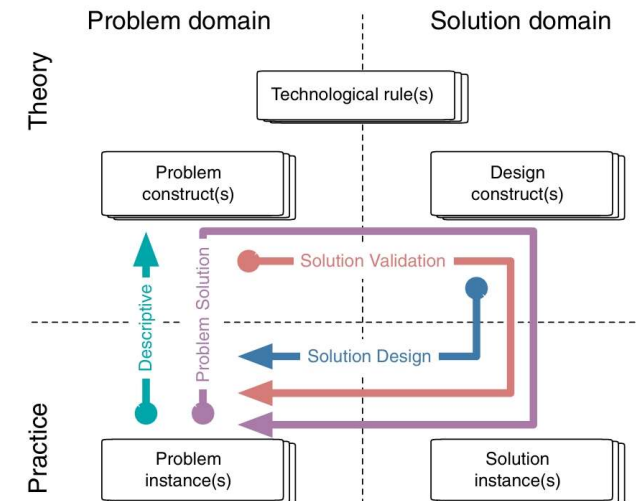 Problem domain
Solution domain
Theory
Technological rule(s)
Problem
construct(s)
Design
construct(s)
Solution Validation
Descriptive
Problem Solution
Solution Design
Practice
Problem
instance(s)
Solution
instance(s)